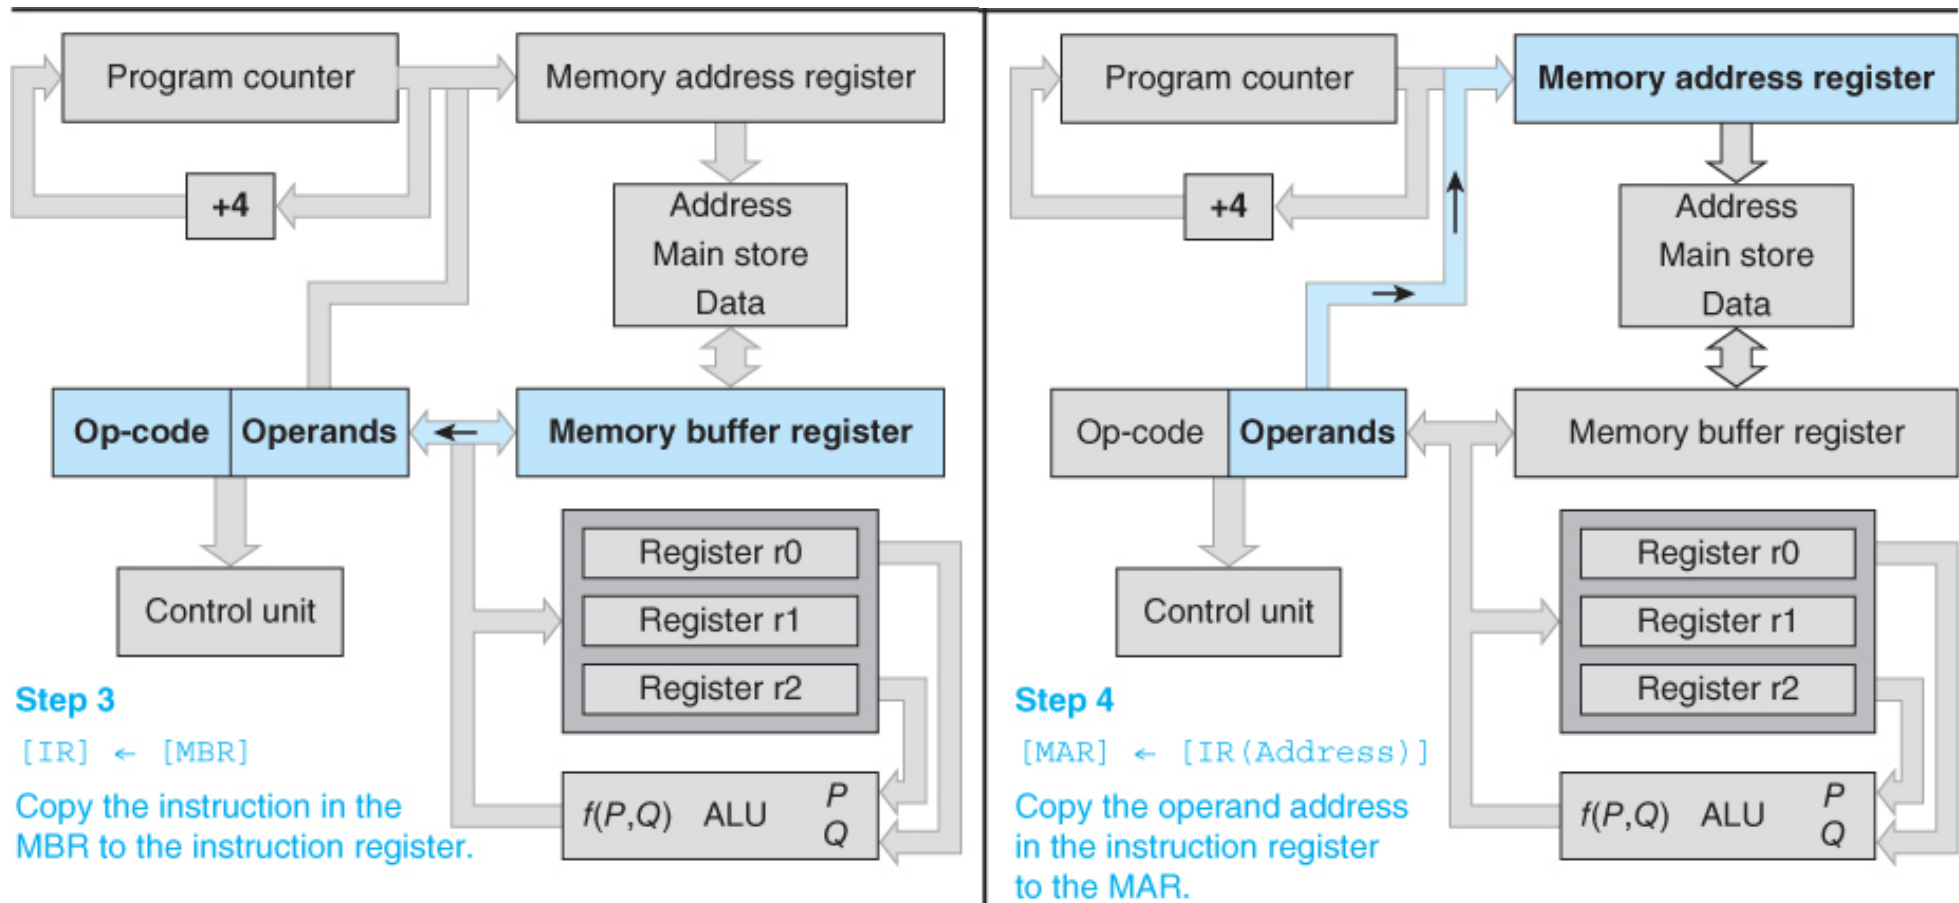 Program counter
Memory address register
+4
Address
Main store
Data
Op-code
Operands
Memory buffer register
Control unit
Register r0
Register r1
Register r2
f(P,Q) ALU P
Q
Step 3
[IR] ← [MBR]
Copy the instruction in the
MBR to the instruction register.
Program counter
Memory address register
+4
Address
Main store
Data
Op-code
Operands
Memory buffer register
Control unit
Register r0
Register r1
Register r2
f(P,Q) ALU P
Q
Step 4
[MAR] ← [IR(Address)]
Copy the operand address
in the instruction register
to the MAR.